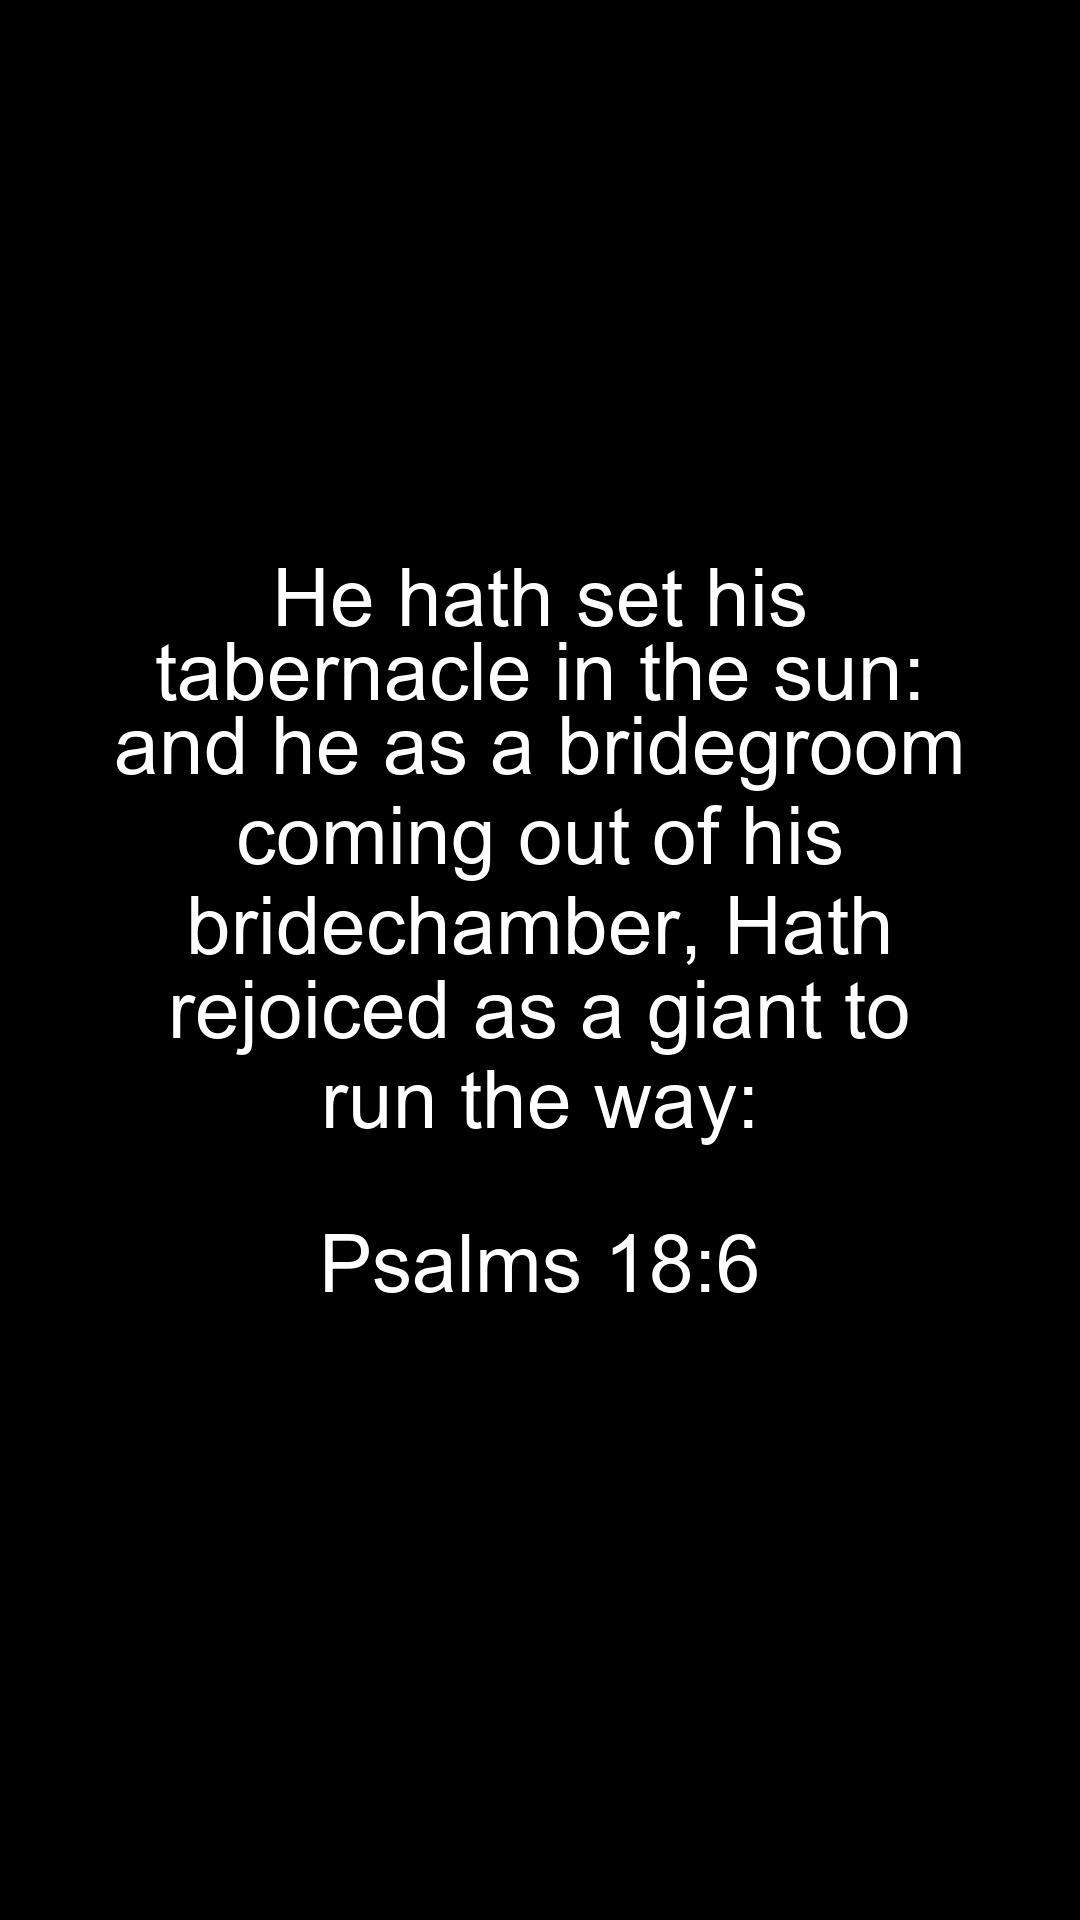 He hath set his
tabernacle in the sun:
and he as a bridegroom
coming out of his
bridechamber, Hath
rejoiced as a giant to
run the way:
Psalms 18:6